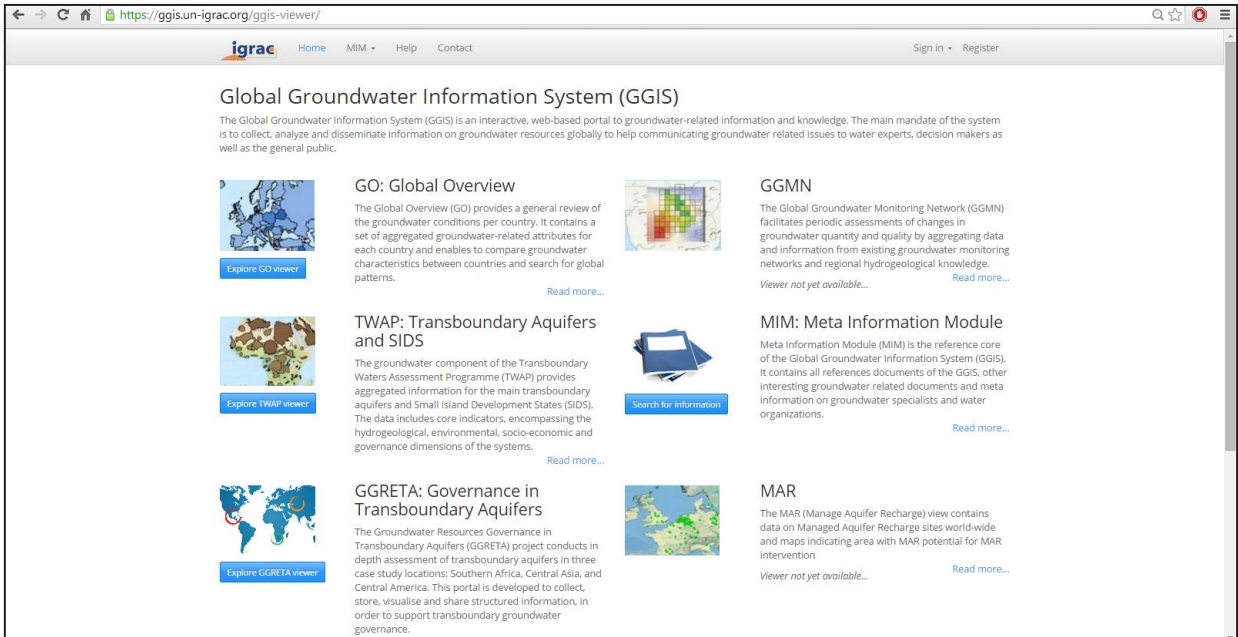 https://ggis.un-igrac.org/ggis-viewer/
igrac Home MIM Help Contact Sign in Register
Global Groundwater Information System (GGIS)
The Global Groundwater Information System (GGIS) is an interactive, web-based portal to groundwater-related information and knowledge. The main mandate of the system
is to collect, analyze and disseminate information on groundwater resources globally to help communicating groundwater related issues to water experts, decision makers as
well as the general public.
GO: Global Overview
The Global Overview (GO) provides a general review of
the groundwater conditions per country. It contains a
set of aggregated groundwater-related attributes for
each country and enables to compare groundwater
characteristics between countries and search for global
patterns.
Explore GO viewer
Read more...
GGMN
The Global Groundwater Monitoring Network (GGMN)
facilitates periodic assessments of changes in
groundwater quantity and quality by aggregating data
and information from existing groundwater monitoring
networks and regional hydrogeological knowledge.
Viewer not yet available...
Read more...
TWAP: Transboundary Aquifers
and SIDS
The groundwater component of the Transboundary
Waters Assessment Programme (TWAP) provides
aggregated information for the main transboundary
aquifers and Small Island Development States (SIDS).
The data includes core indicators, encompassing the
hydrogeological, environmental, socio-economic and
governance dimensions of the systems.
Explore TWAP viewer
Read more...
MIM: Meta Information Module
Meta Information Module (MIM) is the reference core
of the Global Groundwater Information System (GGIS).
It contains all references documents of the GGIS, other
interesting groundwater related documents and meta
information on groundwater specialists and water
organizations.
Search for information
Read more...
GGRETA: Governance in
Transboundary Aquifers
The Groundwater Resources Governance in
Transboundary Aquifers (GGRETA) project conducts in
depth assessment of transboundary aquifers in three
case study locations: Southern Africa, Central Asia, and
Central America. This portal is developed to collect,
store, visualise and share structured information, in
order to support transboundary groundwater
governance.
Explore GGRETA viewer
MAR
The MAR (Manage Aquifer Recharge) view contains
data on Managed Aquifer Recharge sites world-wide
and maps indicating area with MAR potential for MAR
intervention
Viewer not yet available...
Read more...